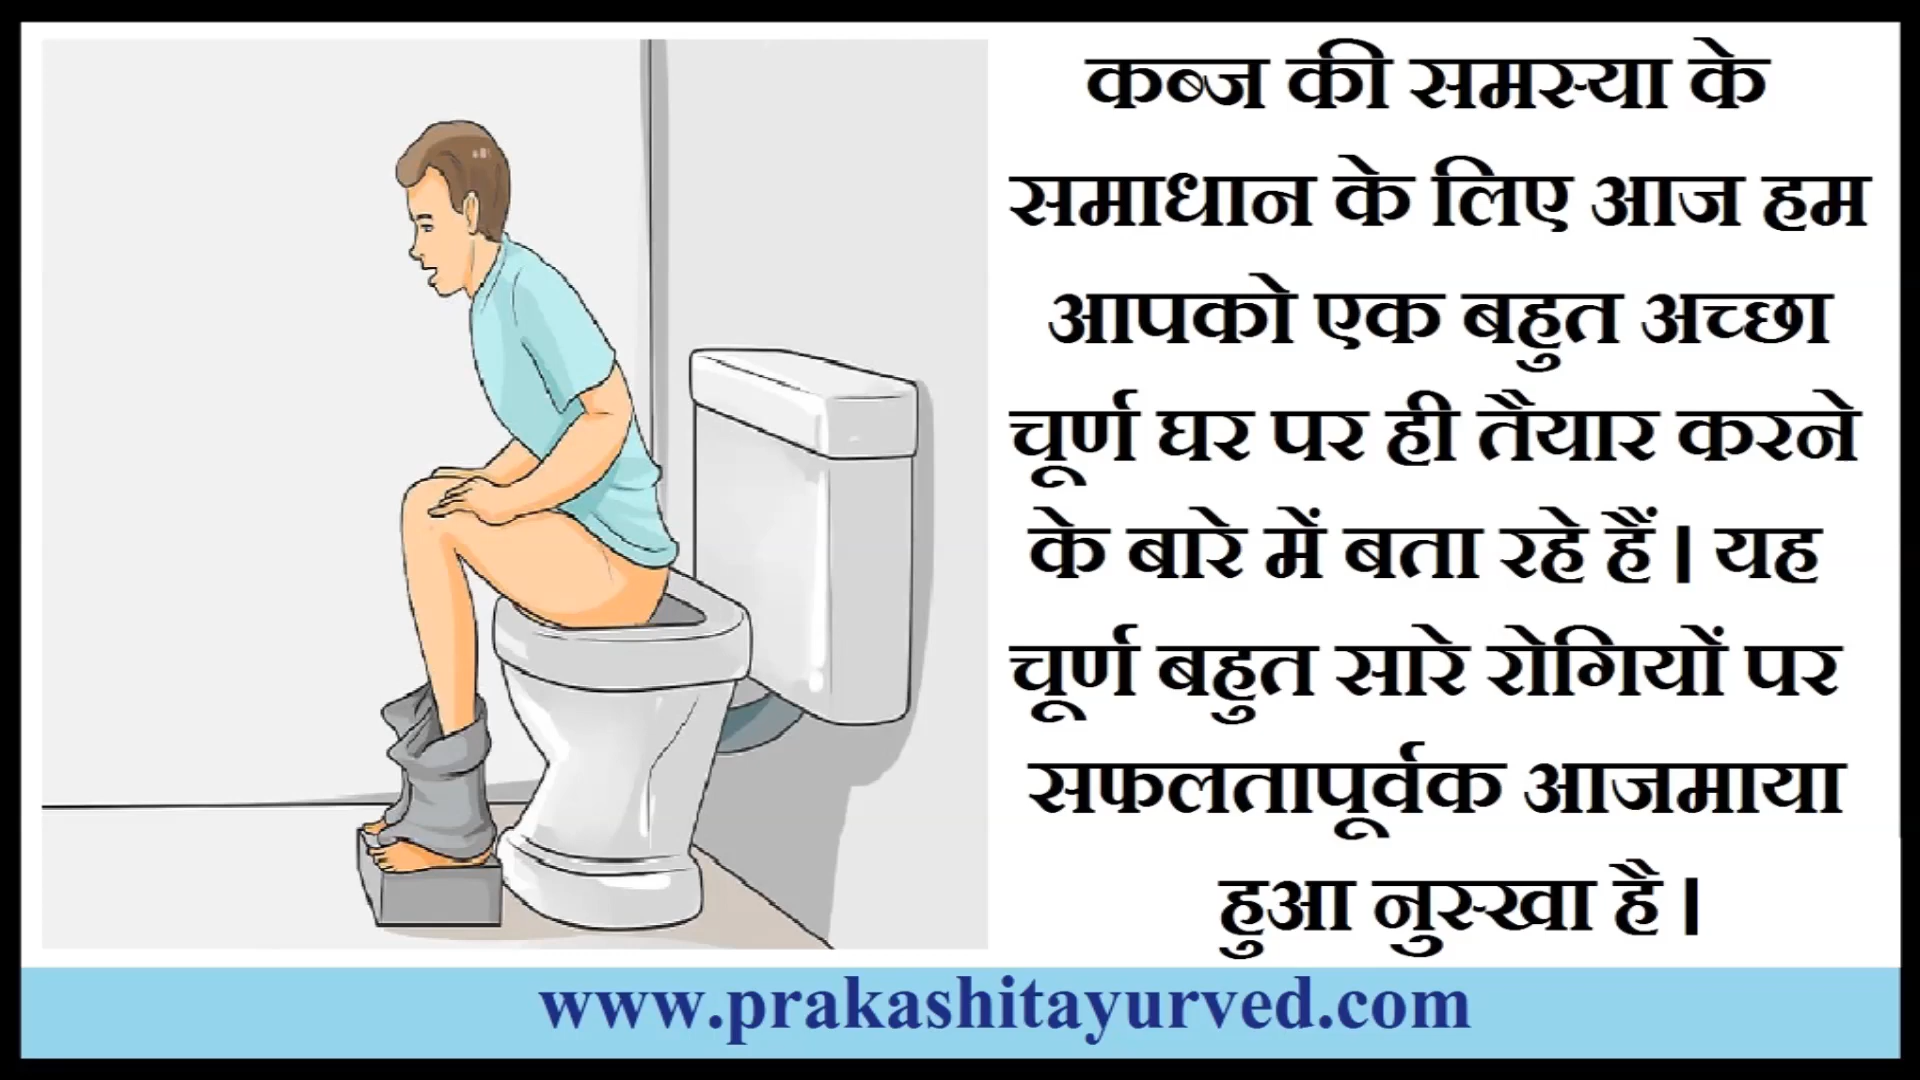 कब्ज की समस्या के
समाधान के लिए आज हम
आपको एक बहुत अच्छा
चूर्ण घर पर ही तैयार करने
के बारे में बता रहे हैं। यह
चूर्ण बहुत सारे रोगियों पर
सफलतापूर्वक आजमाया
हुआ नुस्खा है।
www.prakashitayurved.com